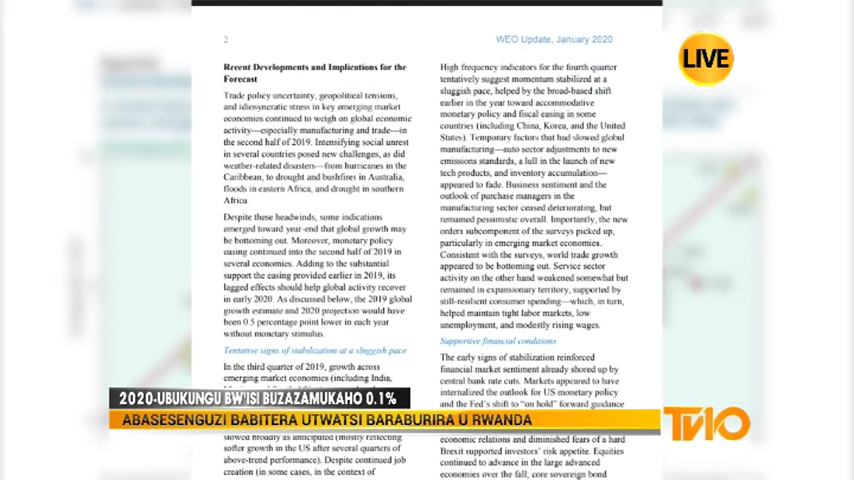 2
WEO Update, January 2020
LIVE
Recent Developments and Implications for the
Forecast
Trade policy uncertainty, geopolitical tensions,
and idiosyncratic stress in key emerging market
economies continued to weigh on global economic
activity—especially manufacturing and trade—in
the second half of 2019. Intensifying social unrest
in several countries posed new challenges, as did
weather-related disasters—from hurricanes in the
Caribbean, to drought and bushfires in Australia,
floods in eastern Africa, and drought in southern
Africa.
Despite these headwinds, some indications
emerged toward year-end that global growth may
be bottoming out. Moreover, monetary policy
easing continued into the second half of 2019 in
several economies. Adding to the substantial
support the easing provided earlier in 2019, its
lagged effects should help global activity recover
in early 2020. As discussed below, the 2019 global
growth estimate and 2020 projection would have
been 0.5 percentage point lower in each year
without monetary stimulus.
Tentative signs of stabilization at a sluggish pace
In the third quarter of 2019, growth across
emerging market economies (including India,
slowed broadly as anticipated (mostly reflecting
softer growth in the US after several quarters of
above-trend performance). Despite continued job
creation (in some cases, in the context of
High frequency indicators for the fourth quarter
tentatively suggest momentum stabilized at a
sluggish pace, helped by the broad-based shift
earlier in the year toward accommodative
monetary policy and fiscal easing in some
countries (including China, Korea, and the United
States). Temporary factors that had slowed global
manufacturing—auto sector adjustments to new
emissions standards, a lull in the launch of new
tech products, and inventory accumulation—
appeared to fade. Business sentiment and the
outlook of purchase managers in the
manufacturing sector ceased deteriorating, but
remained pessimistic overall. Importantly, the new
orders subcomponent of the surveys picked up,
particularly in emerging market economies.
Consistent with the surveys, world trade growth
appeared to be bottoming out. Service sector
activity on the other hand weakened somewhat but
remained in expansionary territory, supported by
still-resilient consumer spending—which, in turn,
helped maintain tight labor markets, low
unemployment, and modestly rising wages.
Supportive financial conditions
The early signs of stabilization reinforced
financial market sentiment already shored up by
central bank rate cuts. Markets appeared to have
internalized the outlook for US monetary policy
and the Fed's shift to "on hold" forward guidance
economic relations and diminished fears of a hard
Brexit supported investors' risk appetite. Equities
continued to advance in the large advanced
economies over the fall; core sovereign bond
2020-UBUKUNGU BW'ISI BUZAZAMUKAHO 0.1%
ABASESENGUZI BABITERA UTWATSI BARABURIRA U RWANDA
TV10